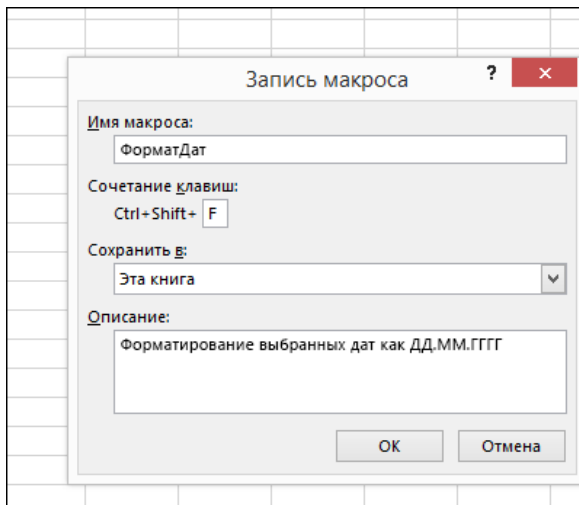 Запись макроса
?
Имя макроса:
ФорматДат
Сочетание клавиш:
Ctrl+Shift+ F
Сохранить в:
Эта книга
Описание:
Форматирование выбранных дат как ДД.ММ.ГГГГ
ОК Отмена